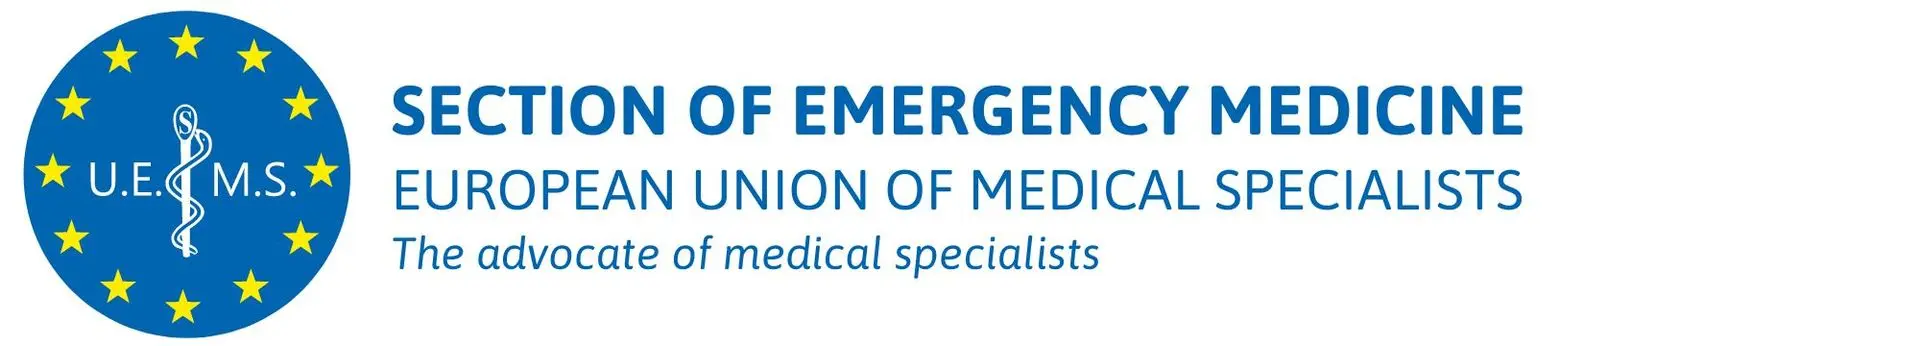 S
U.E. M.S.
SECTION OF EMERGENCY MEDICINE
EUROPEAN UNION OF MEDICAL SPECIALISTS
The advocate of medical specialists